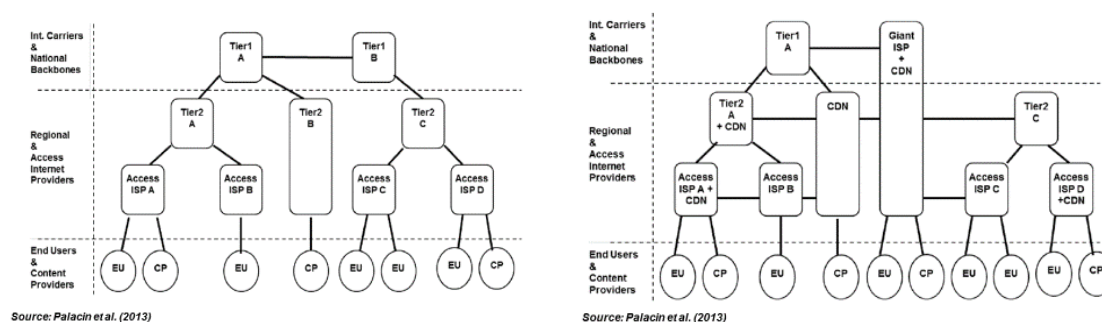 Int. Carriers
&
National
Backbones
Tier1
A
Tier1
B
Regional
&
Access
Internet
Providers
Tier2
A
Tier2
B
Tier2
C
Access
ISP A
Access
ISP B
Access
ISP C
Access
ISP D
End Users
&
Content
Providers
EU
CP
EU
CP
EU
EU
EU
CP
Source: Palacin et al. (2013)
Int. Carriers
&
National
Backbones
Tier1
A
Giant
ISP
+
CDN
Regional
&
Access
Internet
Providers
Tier2
A
+ CDN
CDN
Tier2
C
Access
ISP A +
CDN
Access
ISP B
Access
ISP C
Access
ISP D
+CDN
End Users
&
Content
Providers
EU
CP
EU
CP
EU
CP
EU
EU
EU
CP
Source: Palacin et al. (2013)